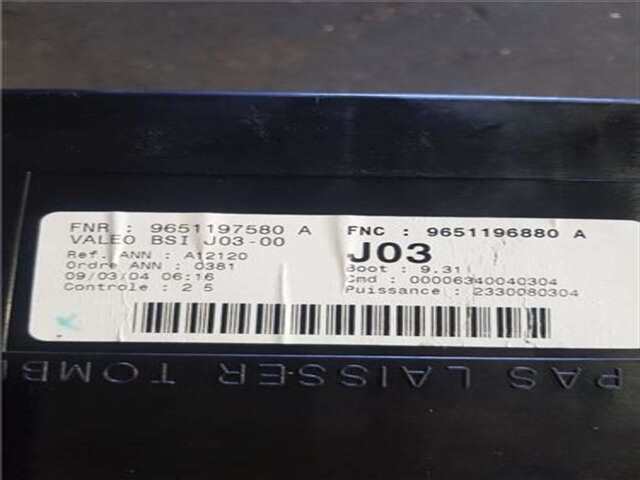 FNR : 9651197580 A
VALEO BSI J03-00
Ref. ANN : A12120
Ordre ANN : 0381
09/03/04 06:16
Controle : 2 5
FNC : 9651196880 A
J03
Boot : 9.31
Cmd : 00006340040304
Puissance : 2330080304
PAS LAISSER TOMB